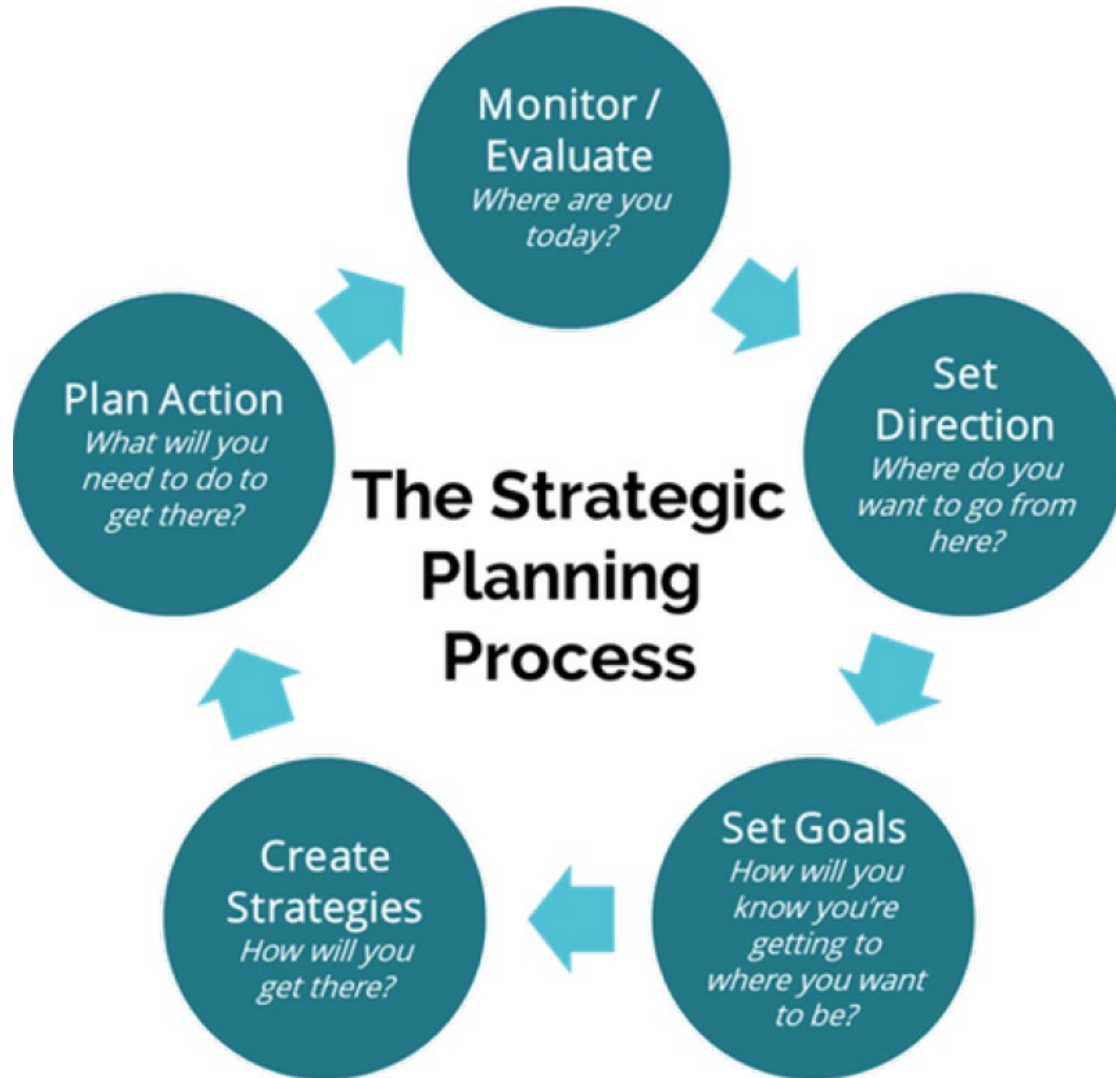 Monitor /
Evaluate
Where are you
today?
Set
Direction
Where do you
want to go from
here?
Set Goals
How will you
know you're
getting to
where you want
to be?
Create
Strategies
How will you
get there?
Plan Action
What will you
need to do to
get there?
The Strategic
Planning
Process